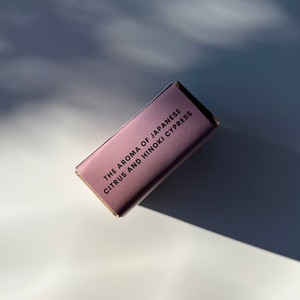 THE AROMA OF JAPANESE
CITRUS AND HINOKI CYPRESS